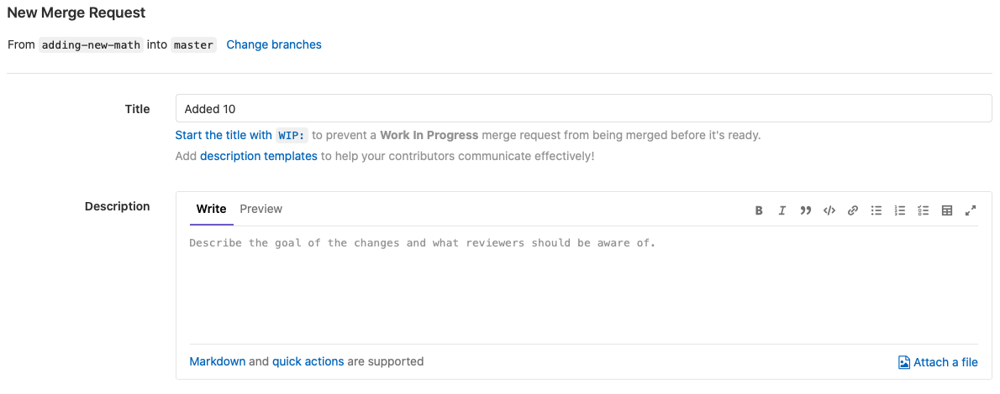 New Merge Request
From adding-new-math into master Change branches
Title
Added 10
Start the title with WIP: to prevent a Work In Progress merge request from being merged before it's ready.
Add description templates to help your contributors communicate effectively!
Description
Write Preview
Describe the goal of the changes and what reviewers should be aware of.
Markdown and quick actions are supported
Attach a file